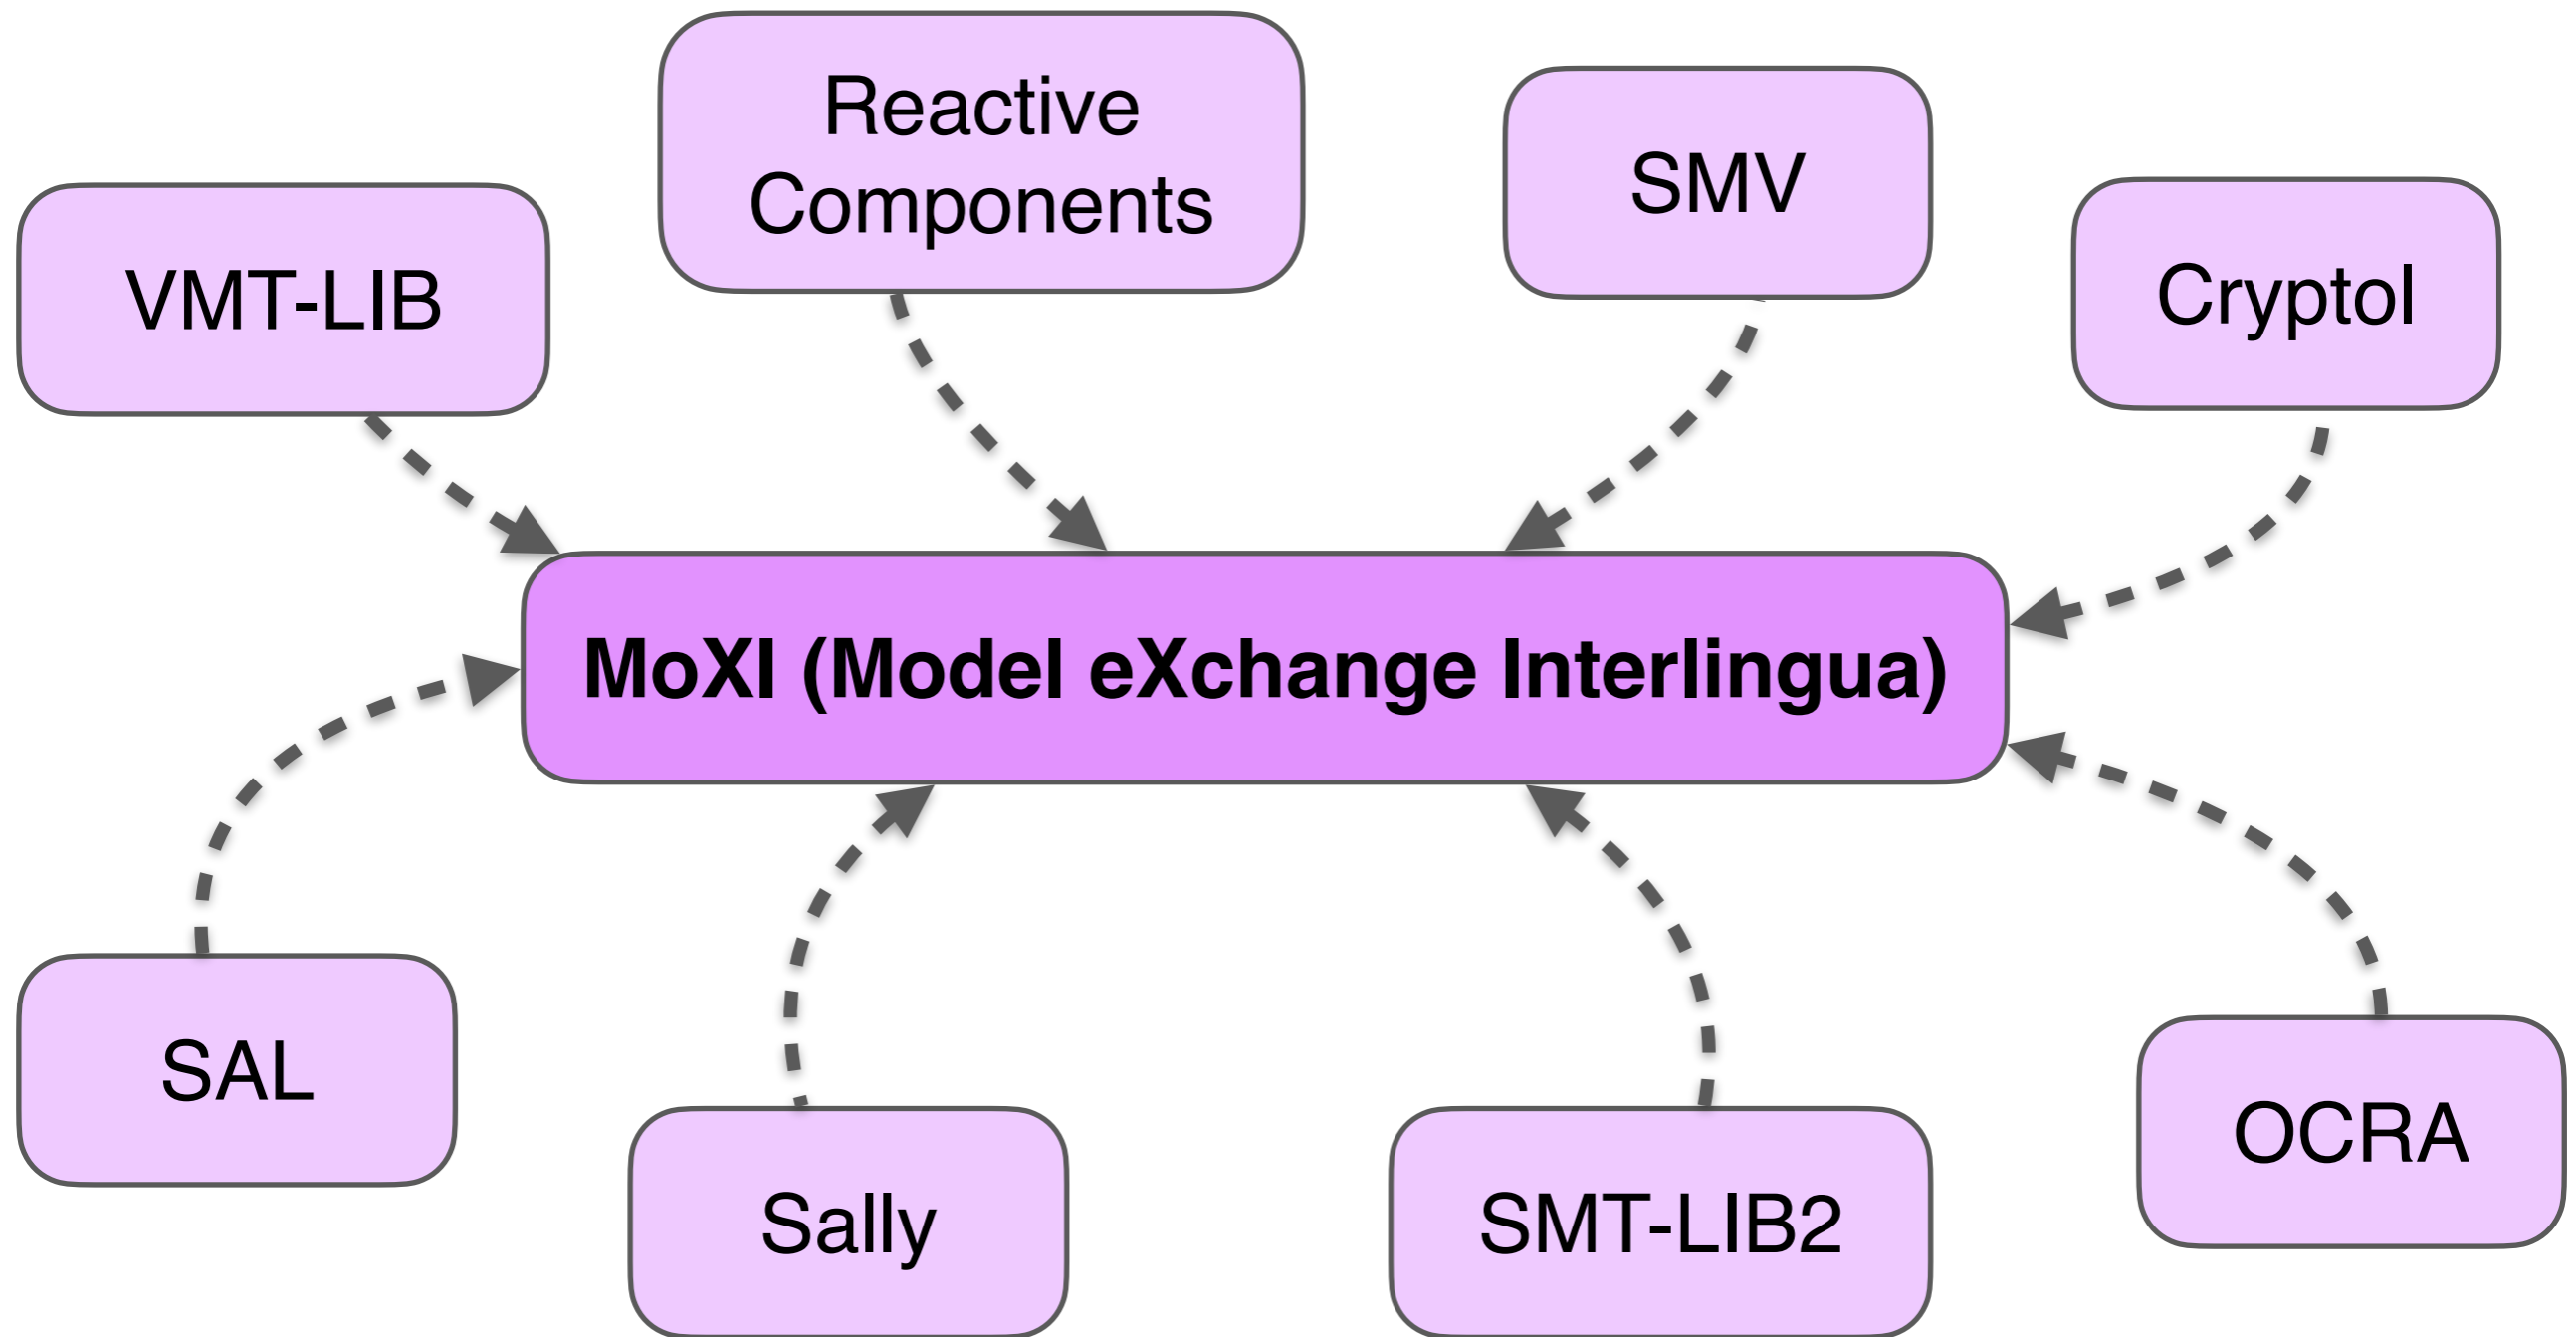 Reactive
Components
SMV
VMT-LIB
Cryptol
MoXI (Model eXchange Interlingua)
SAL
Sally
SMT-LIB2
OCRA